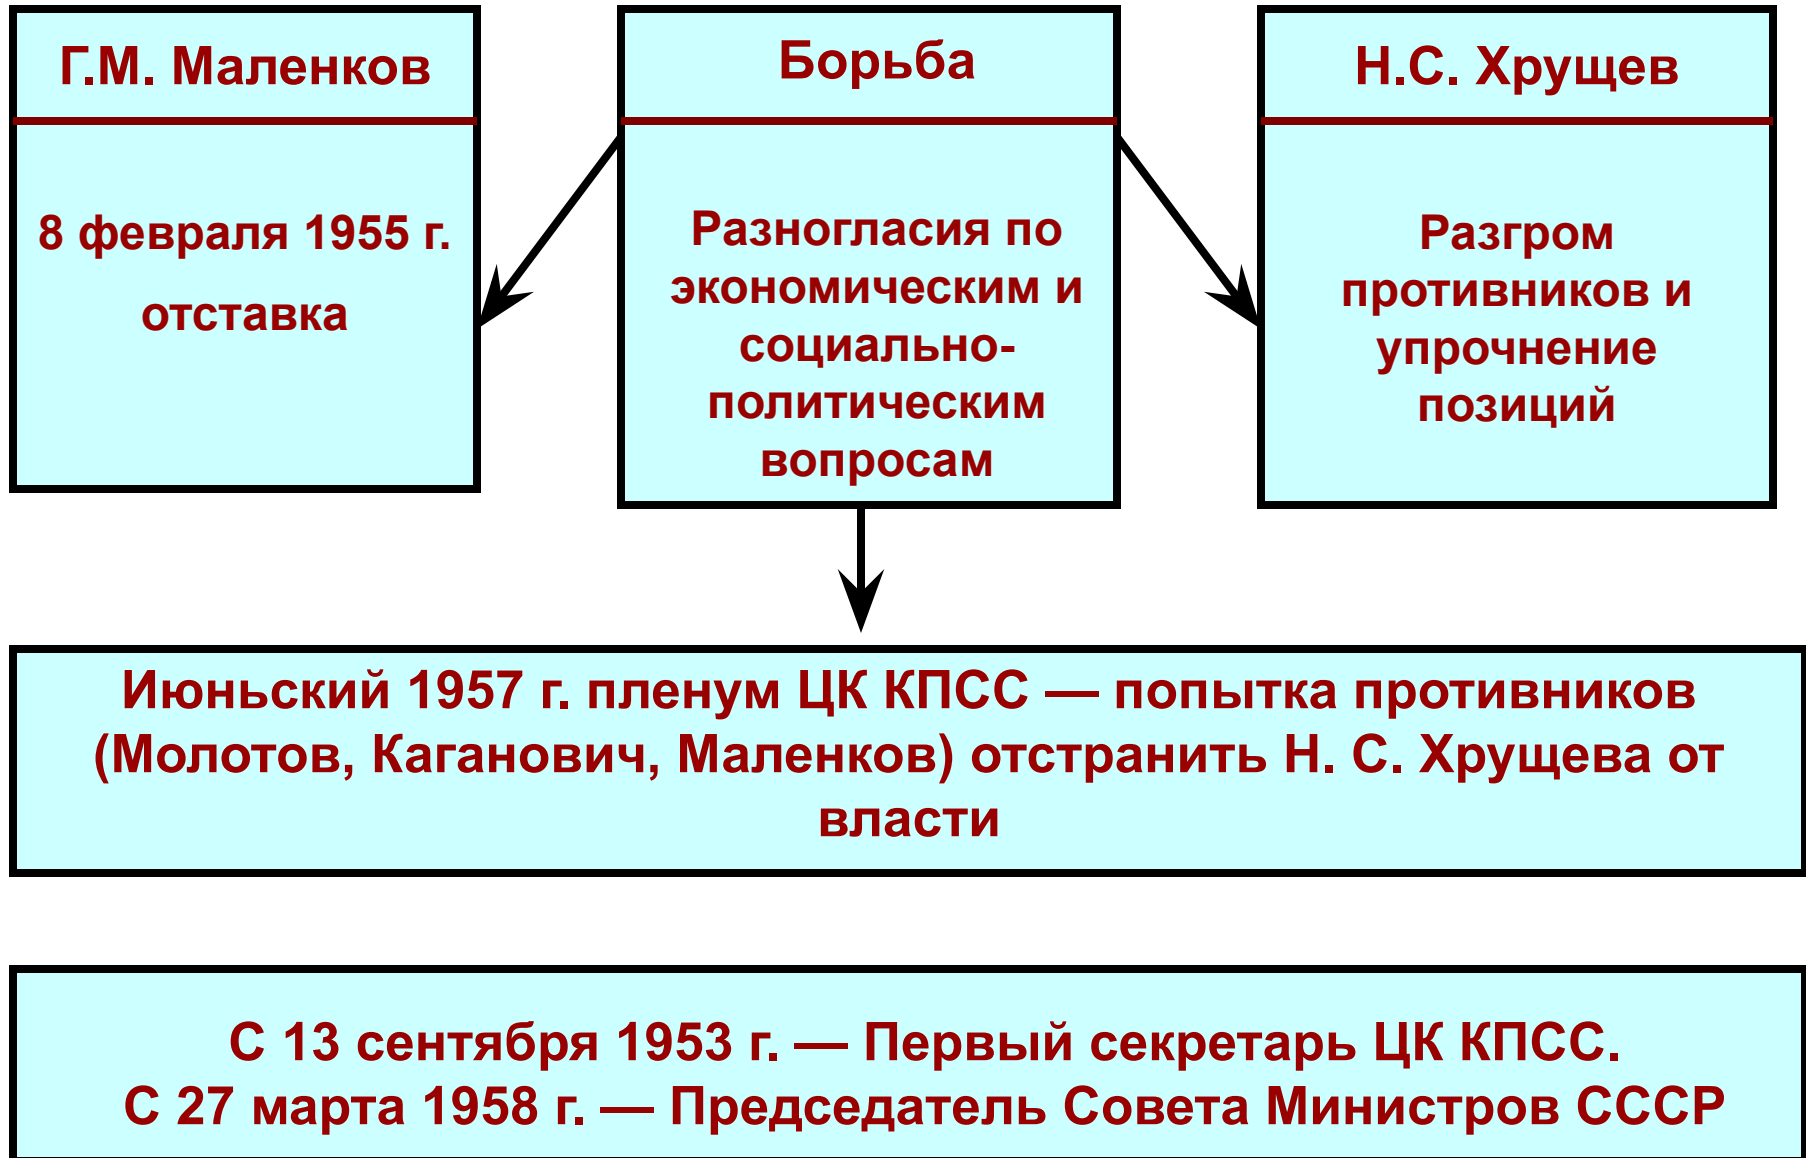 Г.М. Маленков
8 февраля 1955 г.
отставка
Борьба
Разногласия по
экономическим и
социально-
политическим
вопросам
Н.С. Хрущев
Разгром
противников и
упрочнение
позиций
Июньский 1957 г. пленум ЦК КПСС — попытка противников
(Молотов, Каганович, Маленков) отстранить Н. С. Хрущева от
власти
С 13 сентября 1953 г. — Первый секретарь ЦК КПСС.
С 27 марта 1958 г. — Председатель Совета Министров СССР